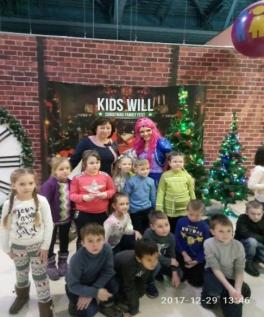 KIDS WILL
CHRISTMAS FAMILY FEST
2017-12-29 13:46